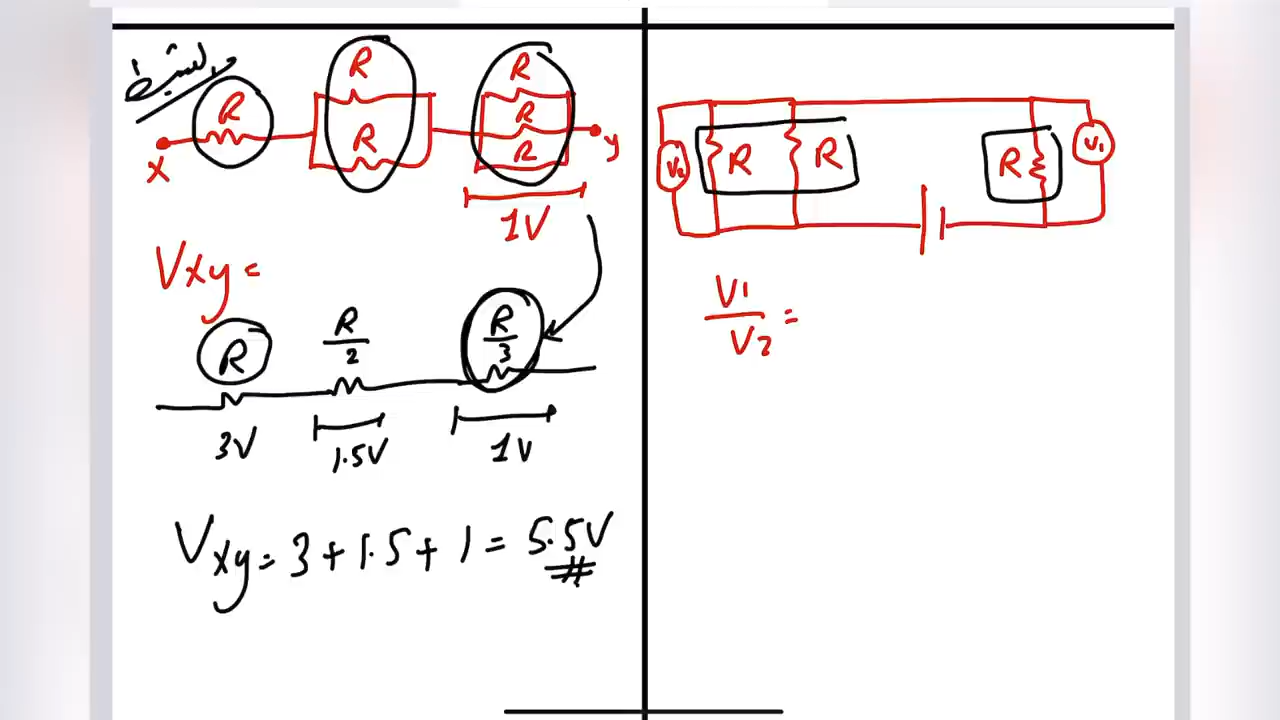 بسّط
R
R
R
R
R
R
x
y
1V
Vxy =
R
R/2
R/3
3V
1.5V
1V
Vxy = 3 + 1.5 + 1 = 5.5V
V2
R
R
R
V1
V1/V2 =